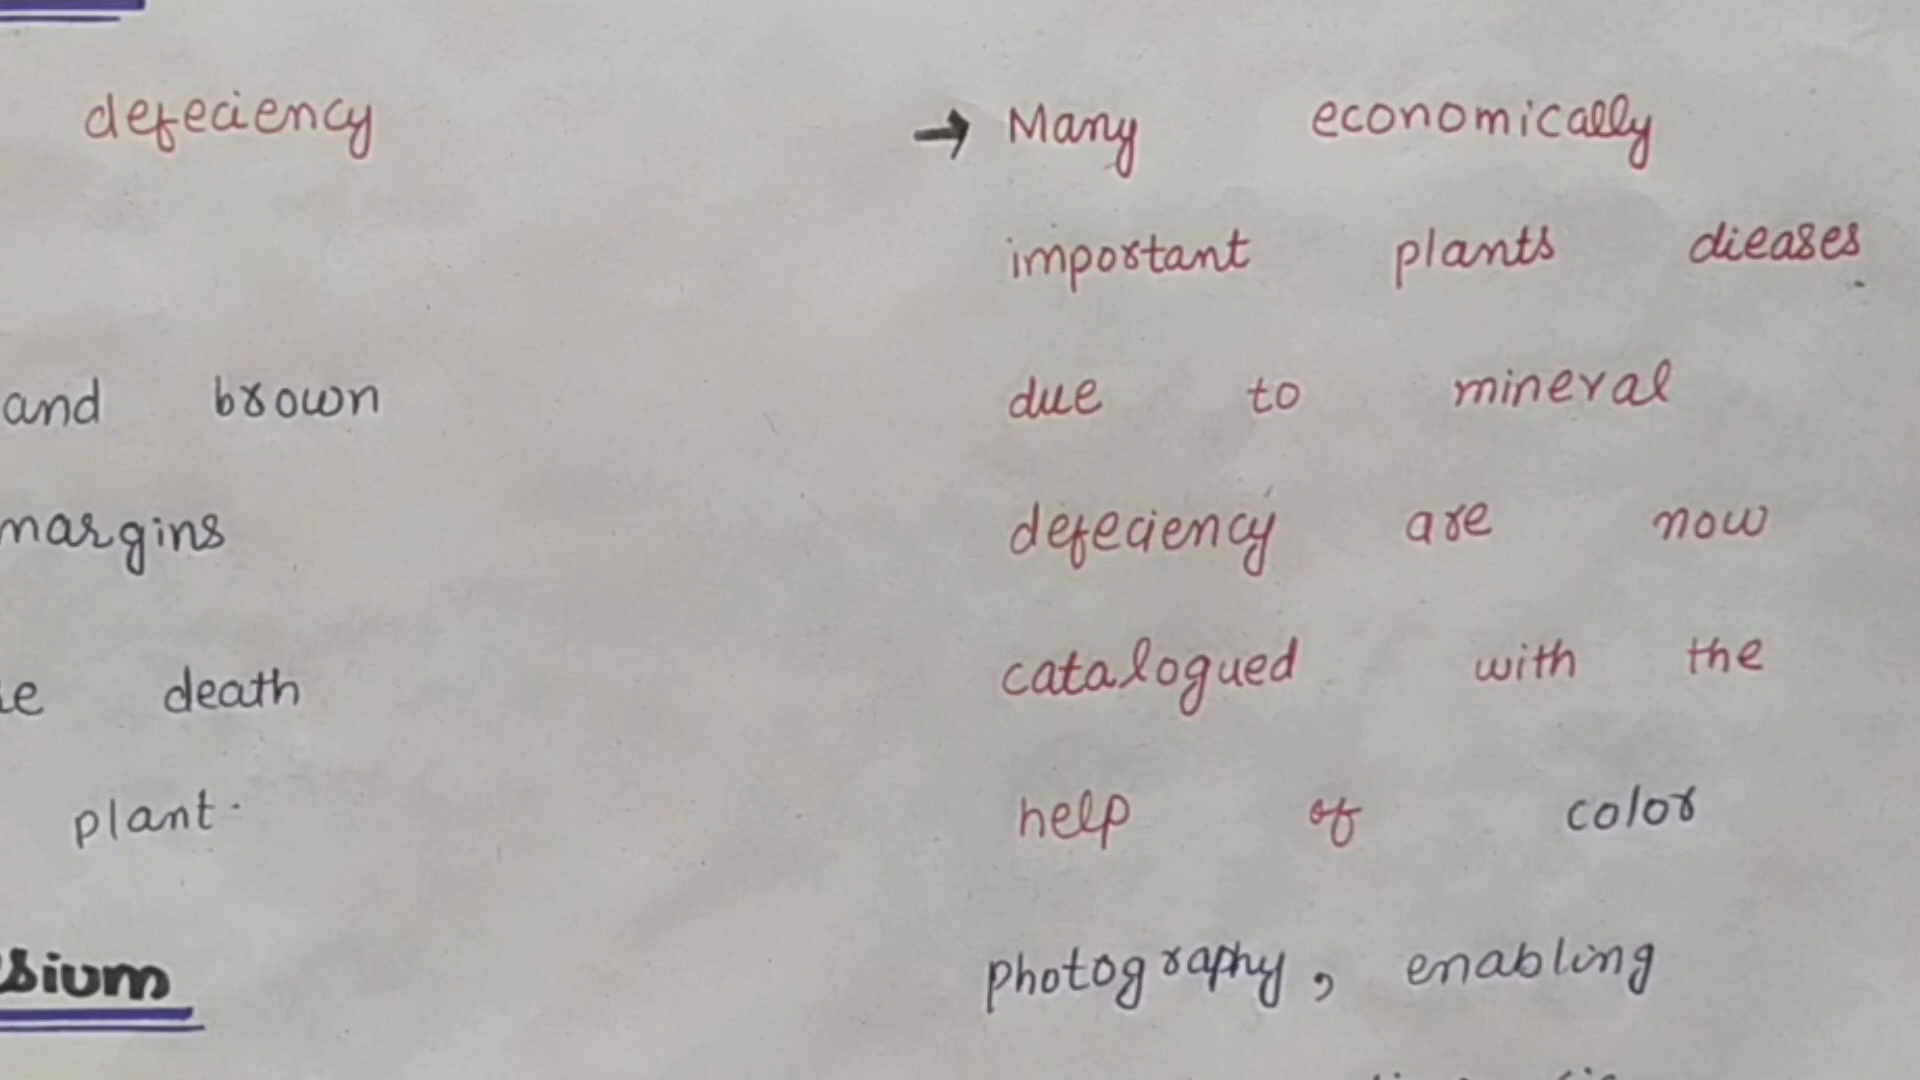 defeciency
and brown
margins
death
plant.
→ Many economically
important plants dieases
due to mineral
defeciency are now
catalogued with the
help of color
photography, enabling